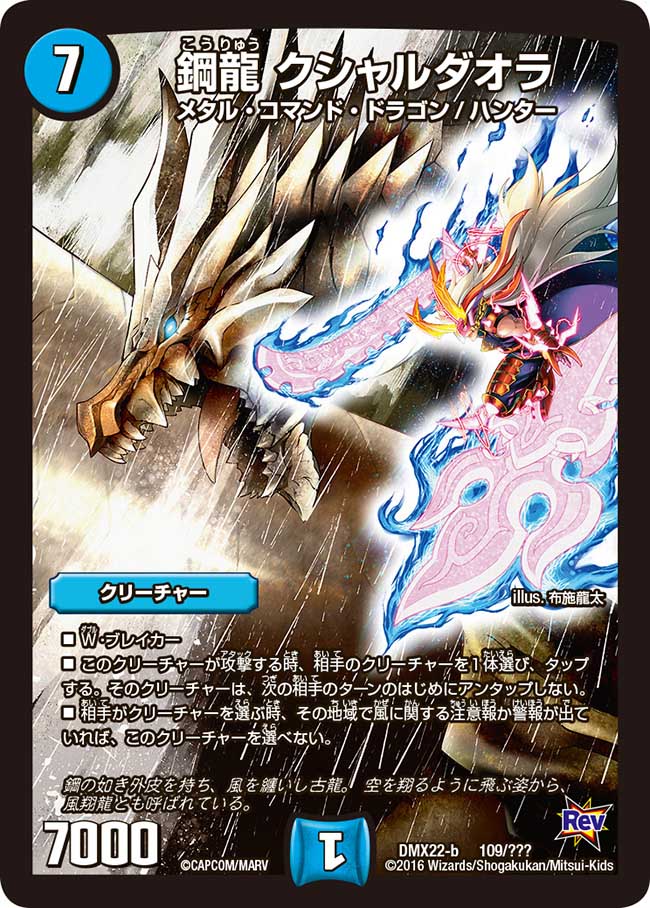 7
こうりゅう
鋼龍 クシャルダオラ
メタル・コマンド・ドラゴン / ハンター
クリーチャー
illus. 布施龍太
■ W・ブレイカー
■ このクリーチャーが攻撃する時、相手のクリーチャーを1体選び、タップ
する。そのクリーチャーは、次の相手のターンのはじめにアンタップしない。
■ 相手がクリーチャーを選ぶ時、その地域で風に関する注意報か警報が出て
いれば、このクリーチャーを選べない。
鋼の如き外皮を持ち、風を纏いし古龍。 空を翔るように飛ぶ姿から、
風翔龍とも呼ばれている。
7000
1
Rev
DMX22-b 109/???
©CAPCOM/MARV
©2016 Wizards/Shogakukan/Mitsui-Kids